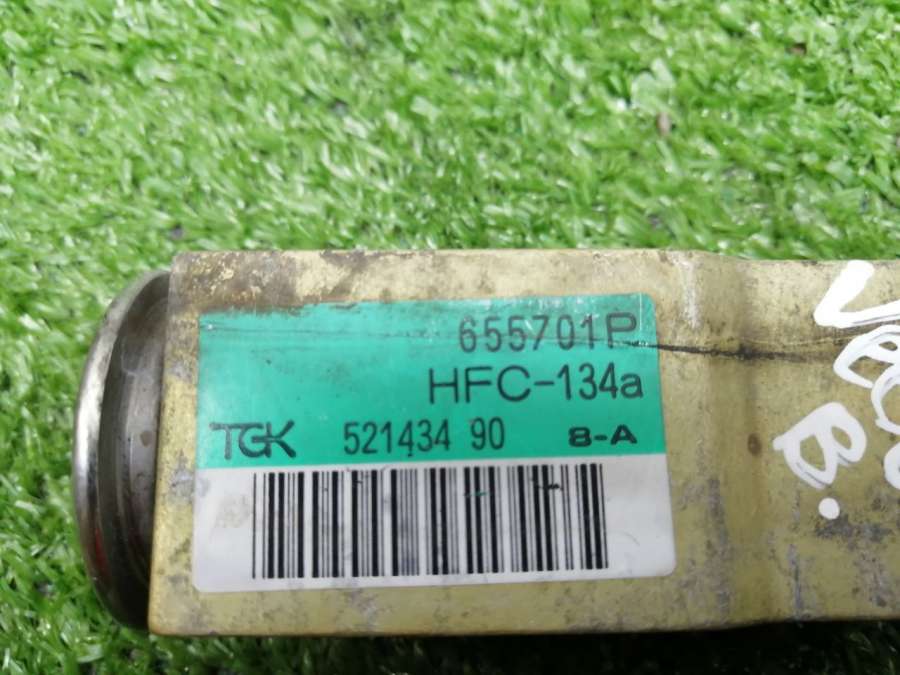 655701P
HFC-134a
TGK 521434 90 8-A
B.